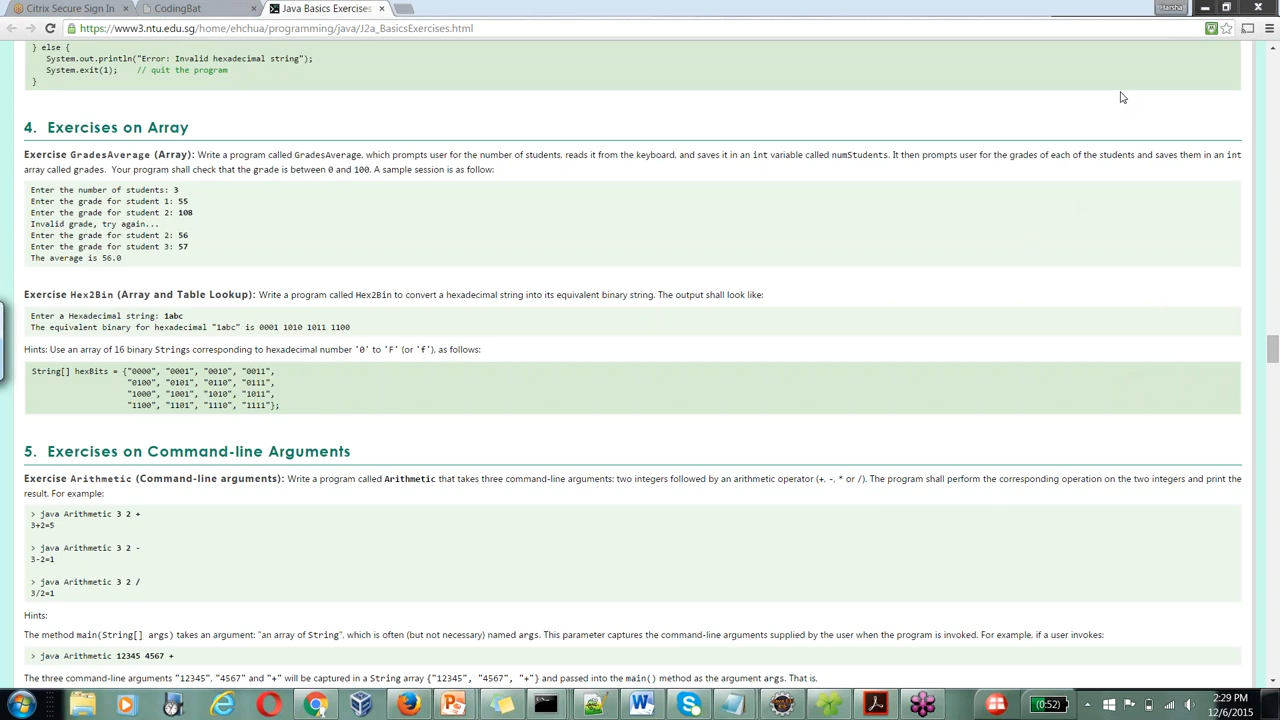 Citrix Secure Sign In
CodingBat
Java Basics Exercises
Harsha
https://www3.ntu.edu.sg/home/ehchua/programming/java/J2a_BasicsExercises.html
} else {
System.out.println("Error: Invalid hexadecimal string");
System.exit(1);   // quit the program
}
4. Exercises on Array
Exercise GradesAverage (Array): Write a program called GradesAverage, which prompts user for the number of students, reads it from the keyboard, and saves it in an int variable called numStudents. It then prompts user for the grades of each of the students and saves them in an int
array called grades. Your program shall check that the grade is between 0 and 100. A sample session is as follow:
Enter the number of students: 3
Enter the grade for student 1: 55
Enter the grade for student 2: 108
Invalid grade, try again...
Enter the grade for student 2: 56
Enter the grade for student 3: 57
The average is 56.0
Exercise Hex2Bin (Array and Table Lookup): Write a program called Hex2Bin to convert a hexadecimal string into its equivalent binary string. The output shall look like:
Enter a Hexadecimal string: 1abc
The equivalent binary for hexadecimal "1abc" is 0001 1010 1011 1100
Hints: Use an array of 16 binary Strings corresponding to hexadecimal number '0' to 'F' (or 'f'), as follows:
String[] hexBits = {"0000", "0001", "0010", "0011",
"0100", "0101", "0110", "0111",
"1000", "1001", "1010", "1011",
"1100", "1101", "1110", "1111"};
5. Exercises on Command-line Arguments
Exercise Arithmetic (Command-line arguments): Write a program called Arithmetic that takes three command-line arguments: two integers followed by an arithmetic operator (+, -, * or /). The program shall perform the corresponding operation on the two integers and print the
result. For example:
> java Arithmetic 3 2 +
3+2=5
> java Arithmetic 3 2 -
3-2=1
> java Arithmetic 3 2 /
3/2=1
Hints:
The method main(String[] args) takes an argument: "an array of String", which is often (but not necessary) named args. This parameter captures the command-line arguments supplied by the user when the program is invoked. For example, if a user invokes:
> java Arithmetic 12345 4567 +
The three command-line arguments "12345", "4567" and "+" will be captured in a String array {"12345", "4567", "+"} and passed into the main() method as the argument args. That is,
(0:52)
2:29 PM
12/6/2015